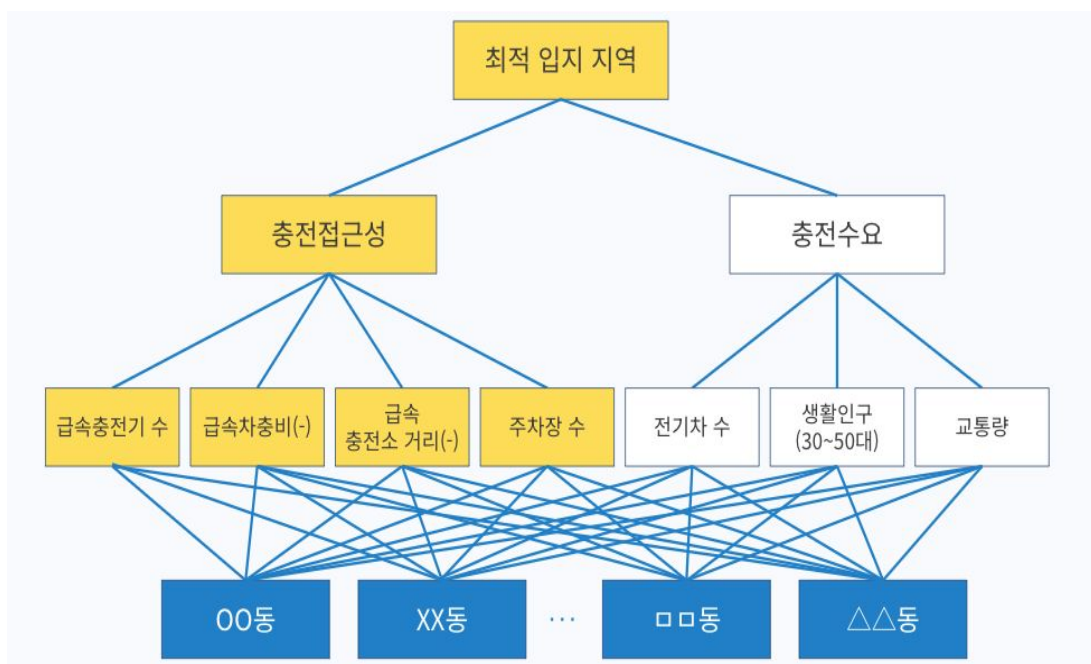 최적 입지 지역
충전접근성
충전수요
급속충전기 수
급속차충비(-)
급속
충전소 거리(-)
주차장 수
전기차 수
생활인구
(30~50대)
교통량
OO동
XX동
...
ㅁㅁ동
△△동